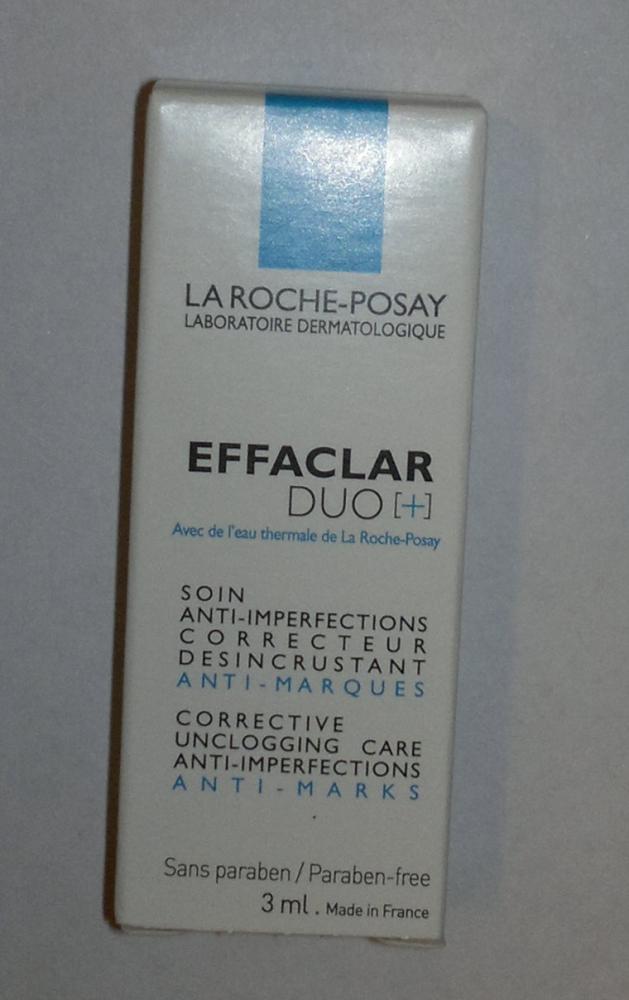 LA ROCHE-POSAY
LABORATOIRE DERMATOLOGIQUE
EFFACLAR
DUO [+]
Avec de l'eau thermale de La Roche-Posay
SOIN
ANTI-IMPERFECTIONS
CORRECTEUR
DESINCRUSTANT
ANTI-MARQUES
CORRECTIVE
UNCLOGGING CARE
ANTI-IMPERFECTIONS
ANTI-MARKS
Sans paraben / Paraben-free
3 ml . Made in France